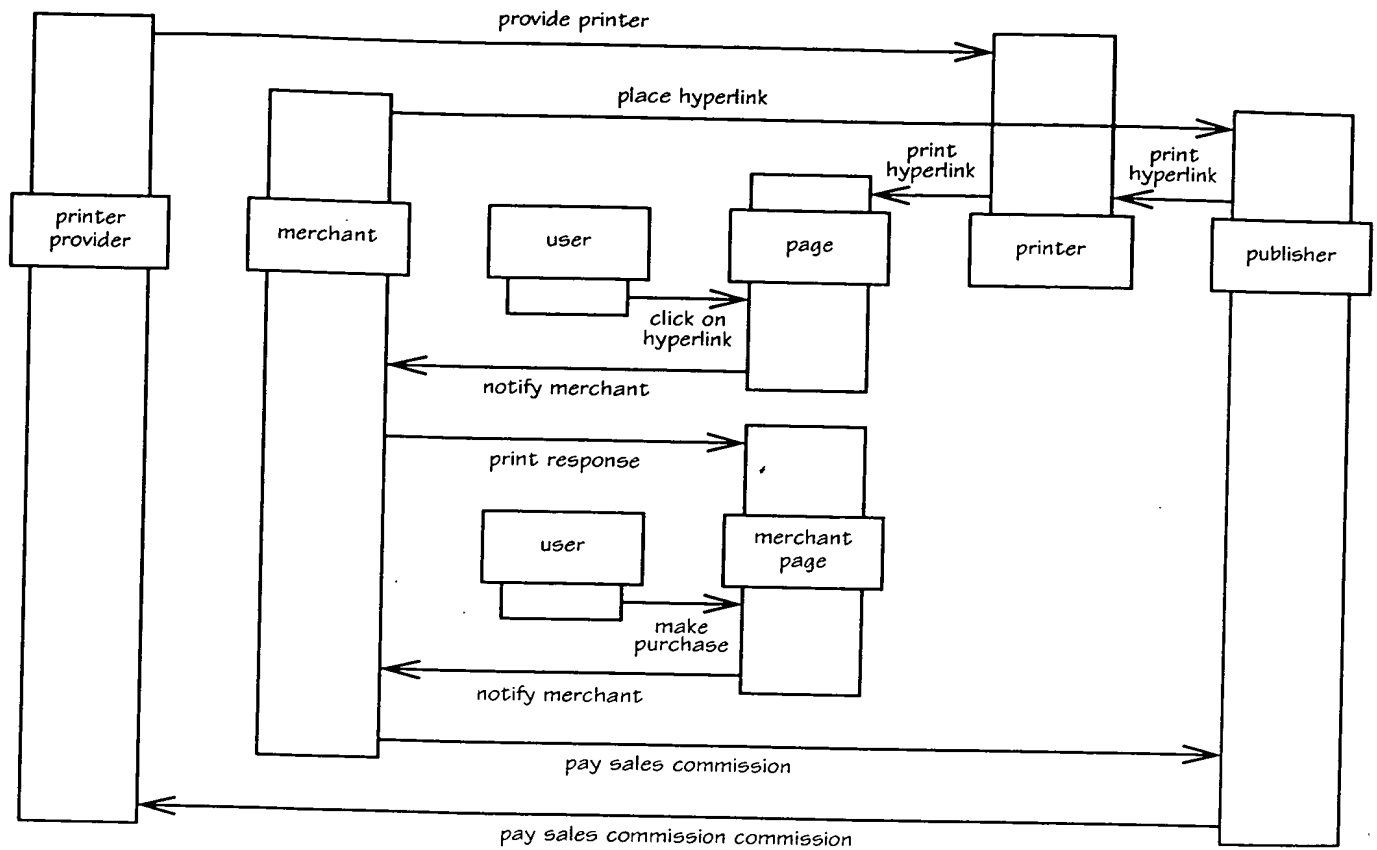 provide printer
place hyperlink
print
hyperlink
print
hyperlink
printer
provider
merchant
user
page
printer
publisher
click on
hyperlink
notify merchant
print response
user
merchant
page
make
purchase
notify merchant
pay sales commission
pay sales commission commission